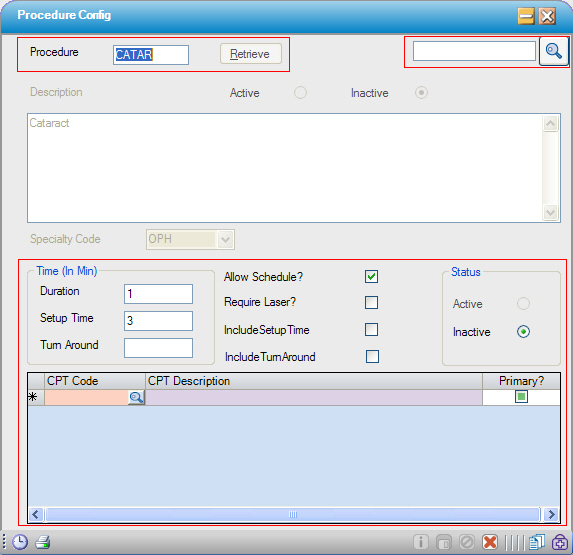 Procedure Config
Procedure CATAR Retrieve
Description Active Inactive
Cataract
Specialty Code OPH
Time (In Min) Allow Schedule? Status
Duration 1
Require Laser?
Active
Setup Time 3
IncludeSetupTime
Inactive
Turn Around
IncludeTurnAround
CPT Code CPT Description Primary?